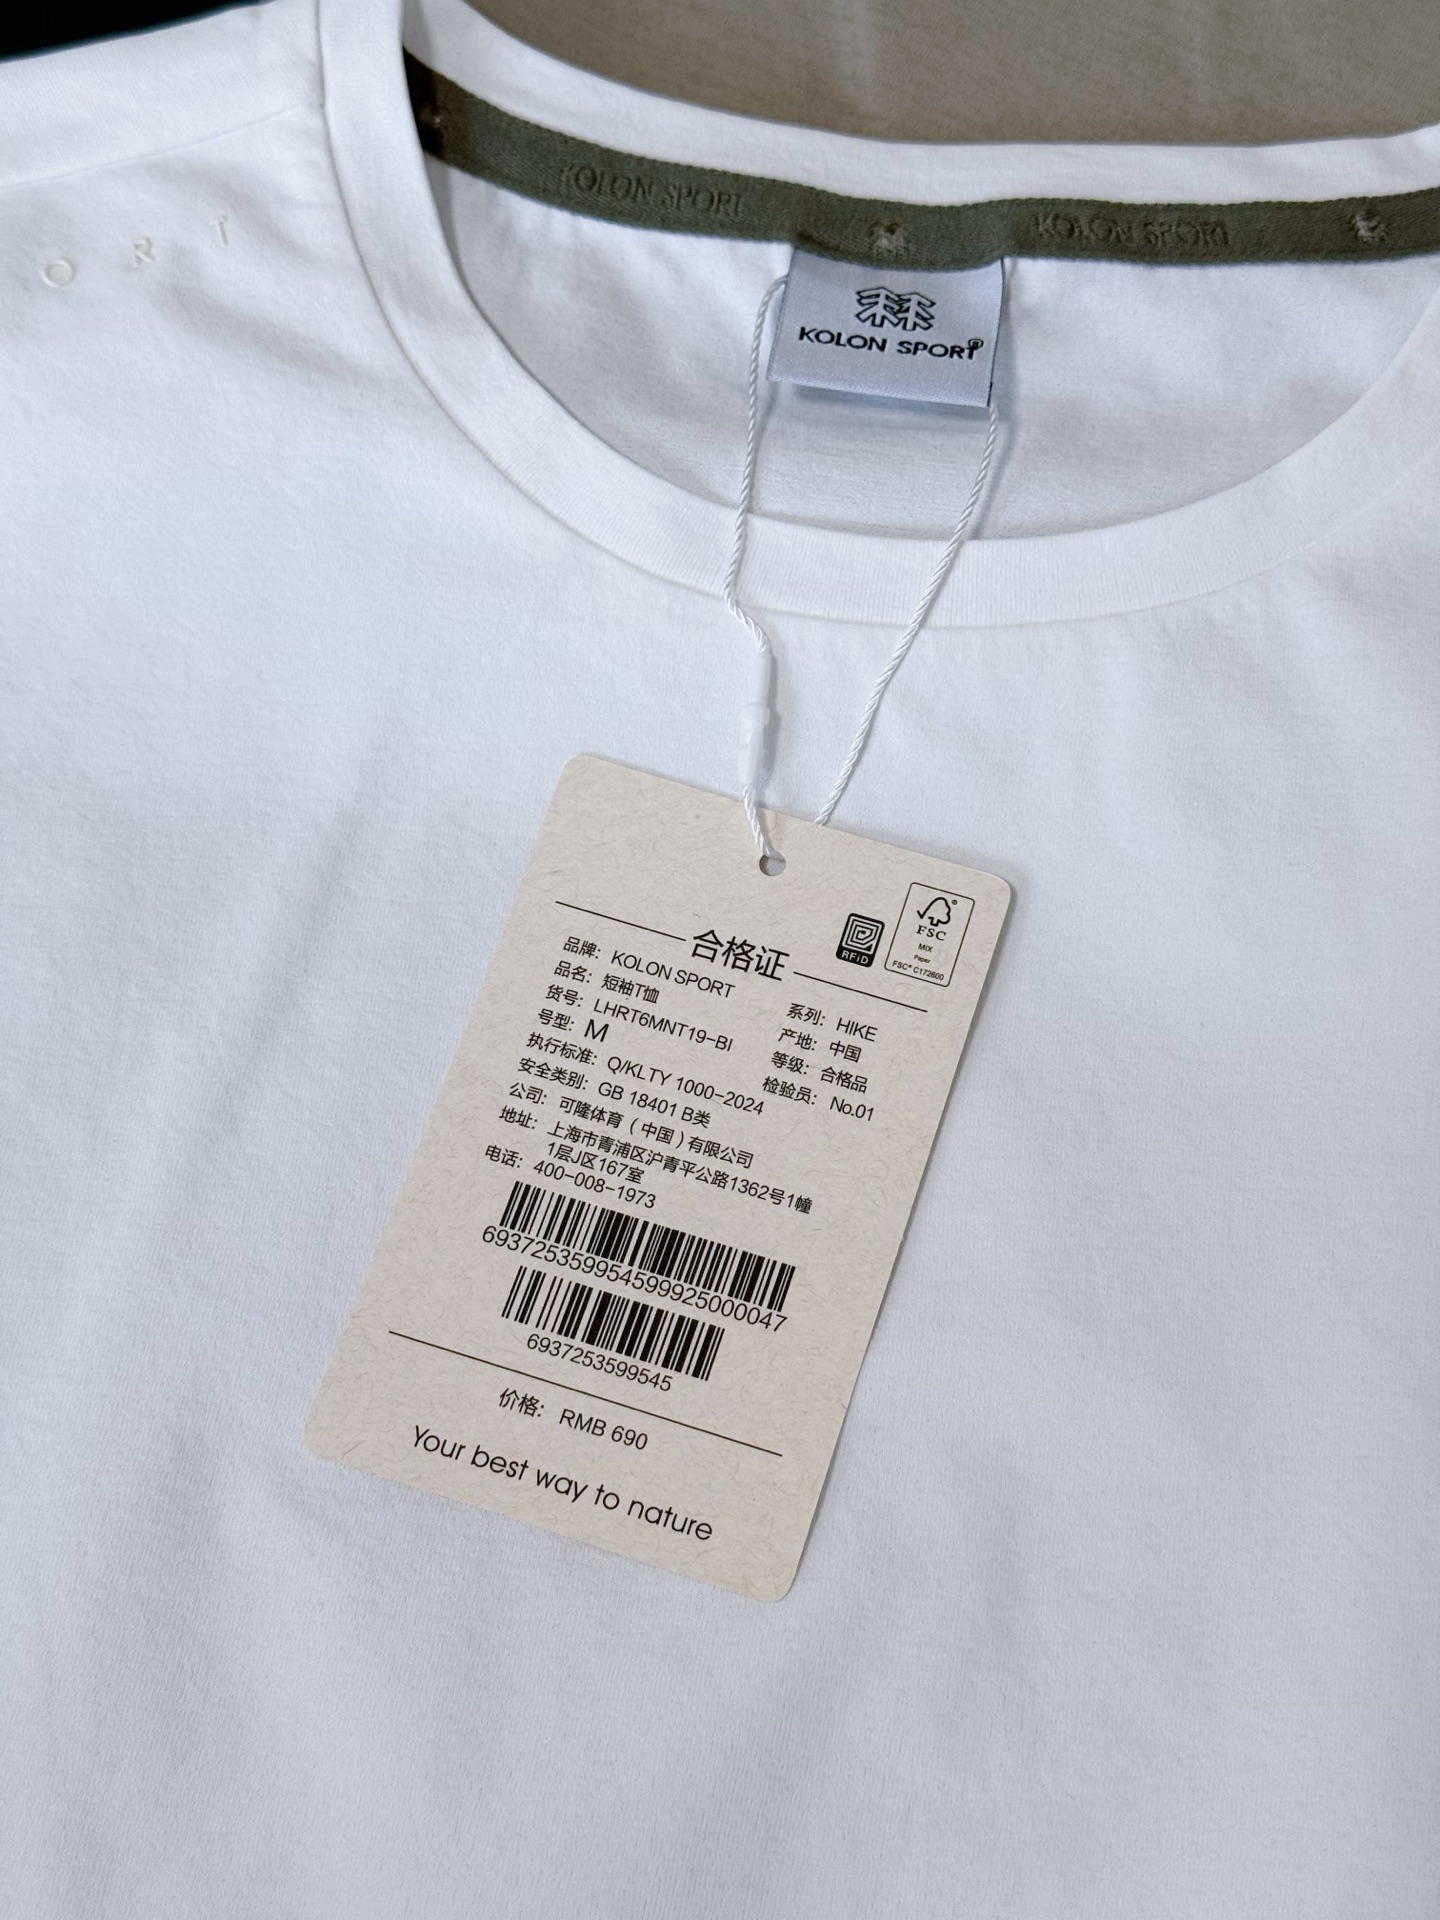 KOLON SPORT
KOLON SPORT
O R T
KOLON SPORT®
RFID
FSC®
MIX
Paper
FSC® C172600
合格证
品牌: KOLON SPORT
品名: 短袖T恤
系列: HIKE
货号: LHRT6MNT19-BI
产地: 中国
号型: M
等级: 合格品
执行标准: Q/KLTY 1000-2024
检验员: No.01
安全类别: GB 18401 B类
公司: 可隆体育(中国)有限公司
地址: 上海市青浦区沪青平公路1362号1幢
1层J区167室
电话: 400-008-1973
693725359954599925000047
6937253599545
价格: RMB 690
Your best way to nature